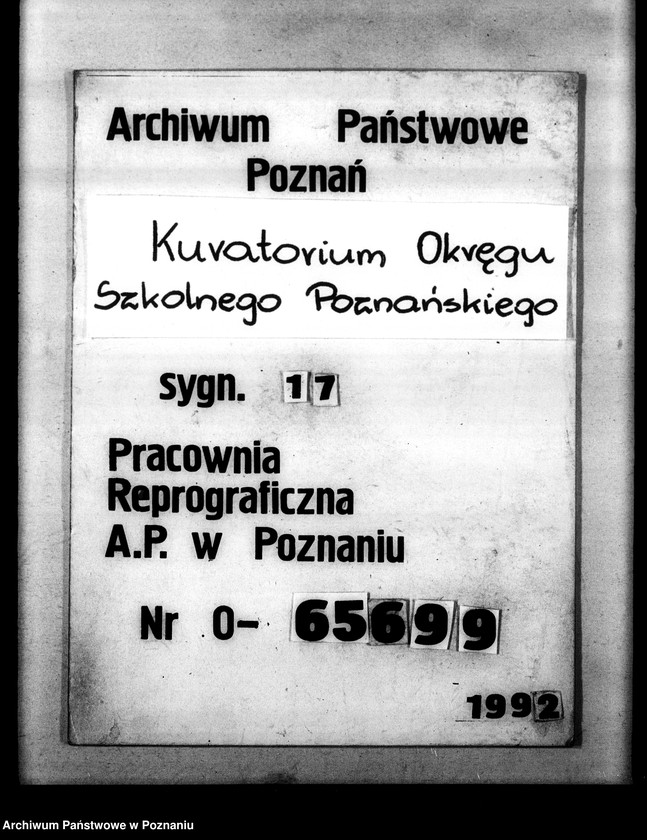 Archiwum Państwowe
Poznań
Kuratorium Okręgu
Szkolnego Poznańskiego
sygn. 17
Pracownia
Reprograficzna
A.P. w Poznaniu
Nr 0- 65699
1992
Archiwum Państwowe w Poznaniu